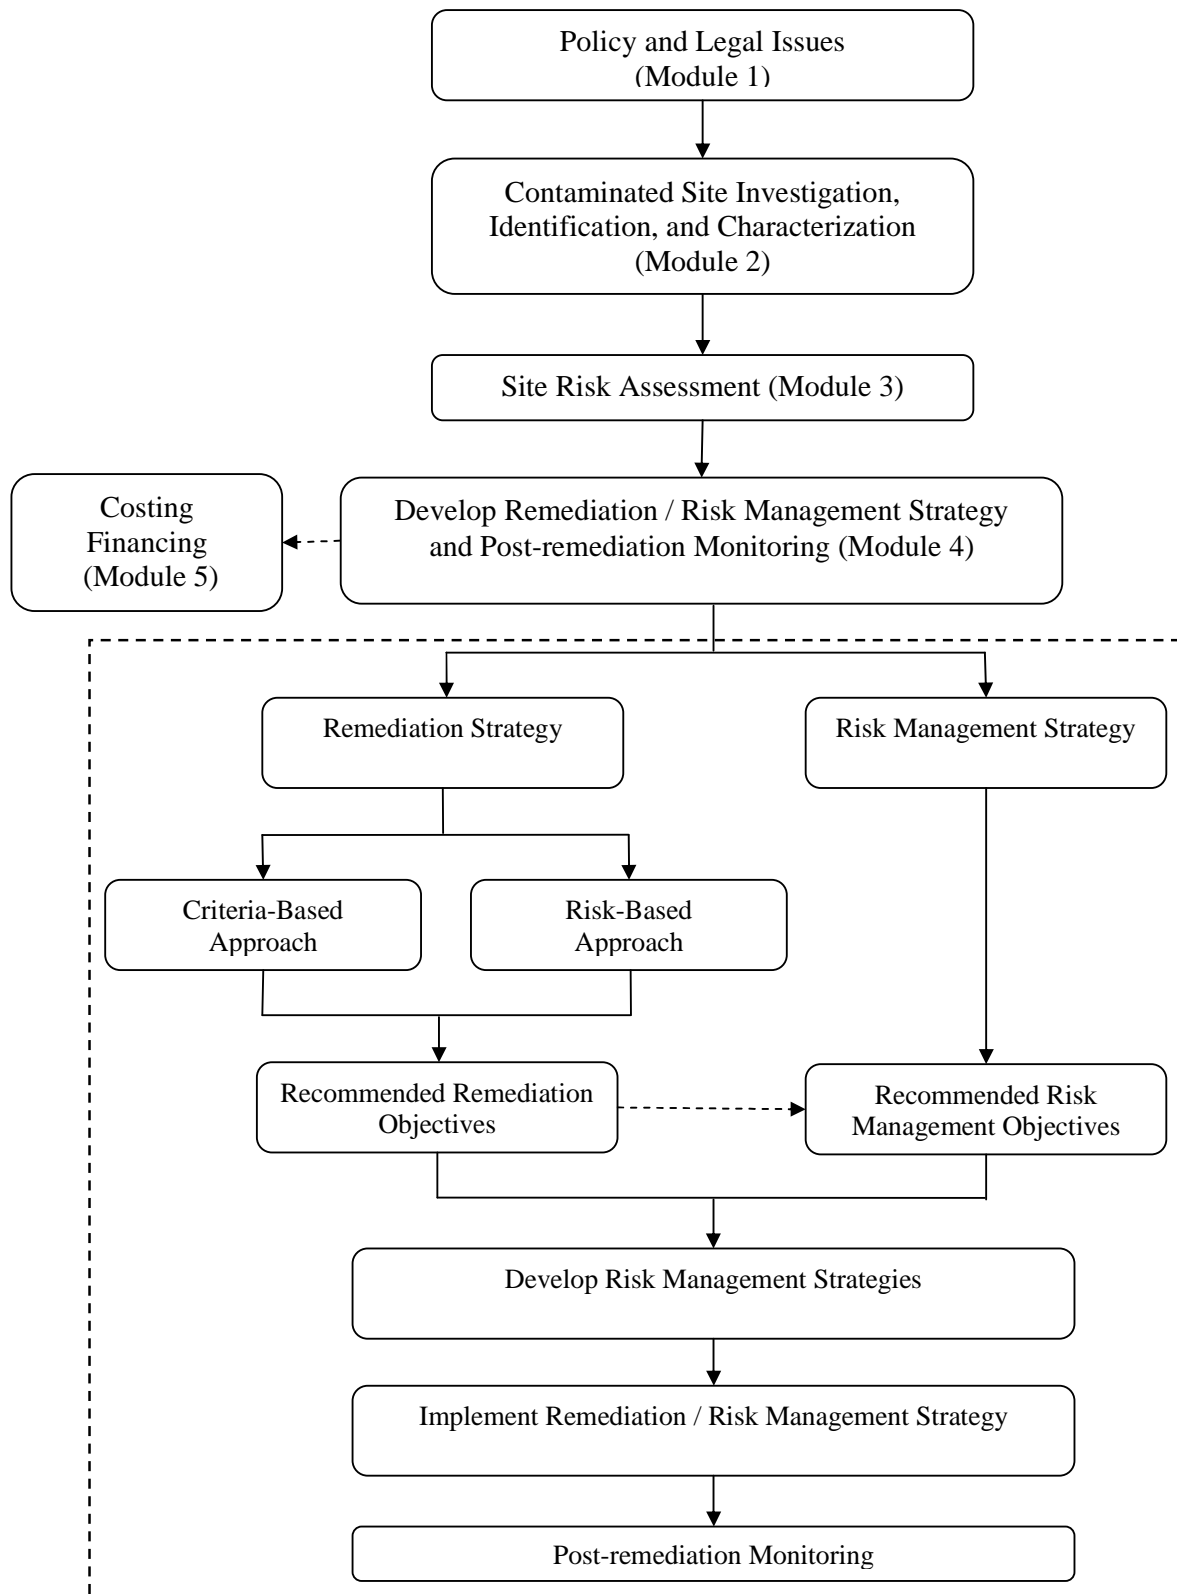 Policy and Legal Issues
(Module 1)
Contaminated Site Investigation,
Identification, and Characterization
(Module 2)
Site Risk Assessment (Module 3)
Costing
Financing
(Module 5)
Develop Remediation / Risk Management Strategy
and Post-remediation Monitoring (Module 4)
Remediation Strategy
Risk Management Strategy
Criteria-Based
Approach
Risk-Based
Approach
Recommended Remediation
Objectives
Recommended Risk
Management Objectives
Develop Risk Management Strategies
Implement Remediation / Risk Management Strategy
Post-remediation Monitoring